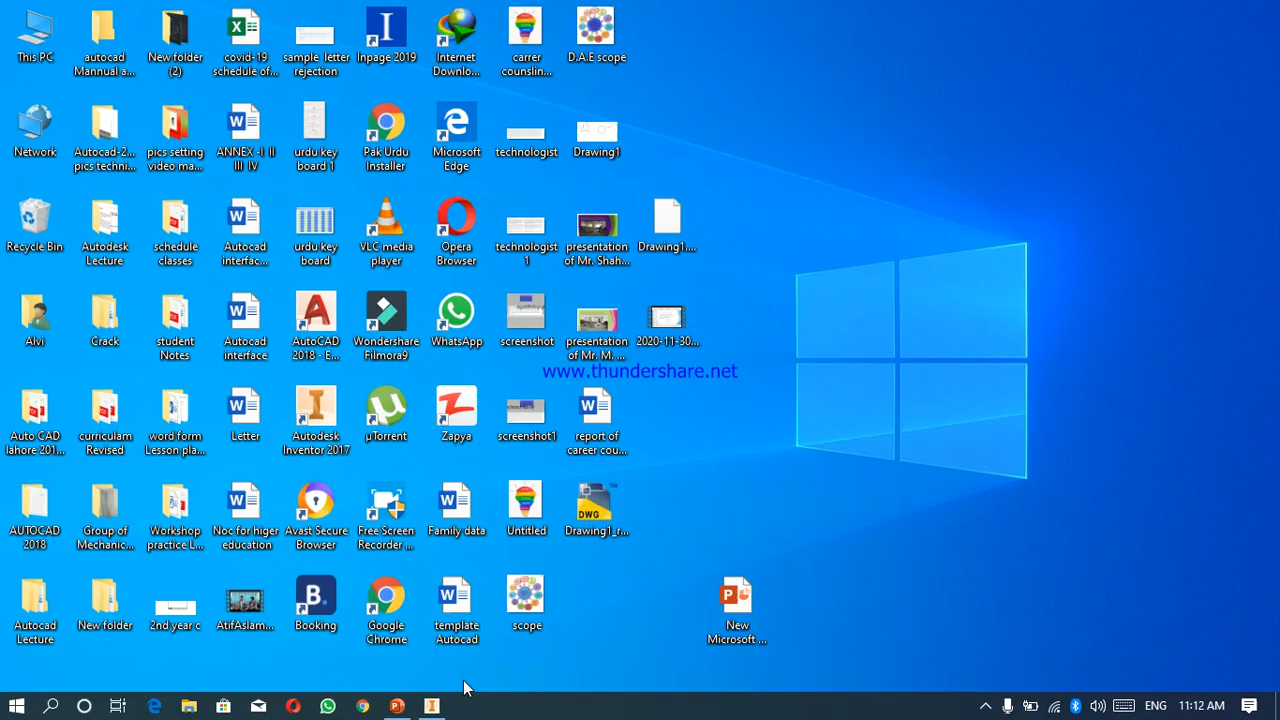 This PC
autocad
Mannual a...
New folder
(2)
covid-19
schedule of...
sample letter
rejection
Inpage 2019
Internet
Downlo...
carrer
counslin...
D.A.E scope
Network
Autocad-2...
pics techni...
pics setting
video ma...
ANNEX -I II
III IV
urdu key
board 1
Pak Urdu
Installer
Microsoft
Edge
technologist
Drawing1
Recycle Bin
Autodesk
Lecture
schedule
classes
Autocad
interfac...
urdu key
board
VLC media
player
Opera
Browser
technologist
1
presentation
of Mr. Shah...
Drawing1....
Alvi
Crack
student
Notes
Autocad
interface
AutoCAD
2018 - E...
Wondershare
Filmora9
WhatsApp
screenshot
presentation
of Mr. M. ...
2020-11-30...
www.thundershare.net
Auto CAD
lahore 201...
curriculam
Revised
word form
Lesson pla...
Letter
Autodesk
Inventor 2017
µTorrent
Zapya
screenshot1
report of
career cou...
AUTOCAD
2018
Group of
Mechanic...
Workshop
practice L...
Noc for higer
education
Avast Secure
Browser
Free Screen
Recorder ...
Family data
Untitled
DWG
Drawing1_r...
Autocad
Lecture
New folder
2nd year c
AtifAslam...
B.
Booking
Google
Chrome
template
Autocad
scope
New
Microsoft ...
ENG
11:12 AM